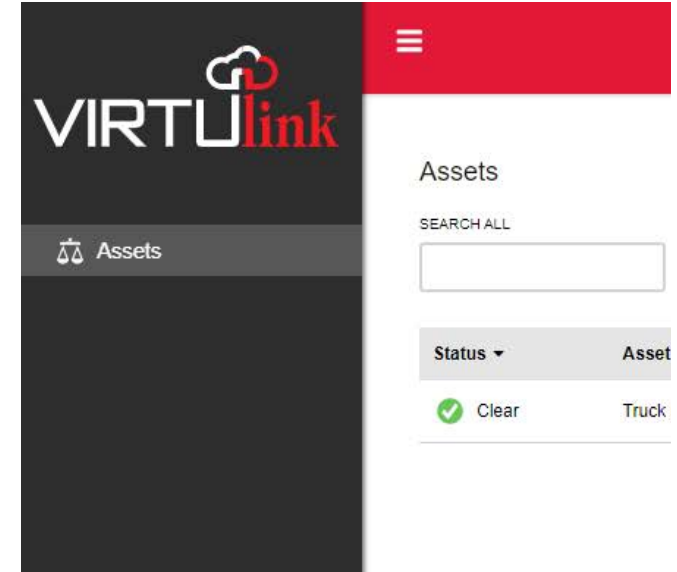 VIRTUlink
Assets
Assets
SEARCH ALL
Status Asset
Clear Truck